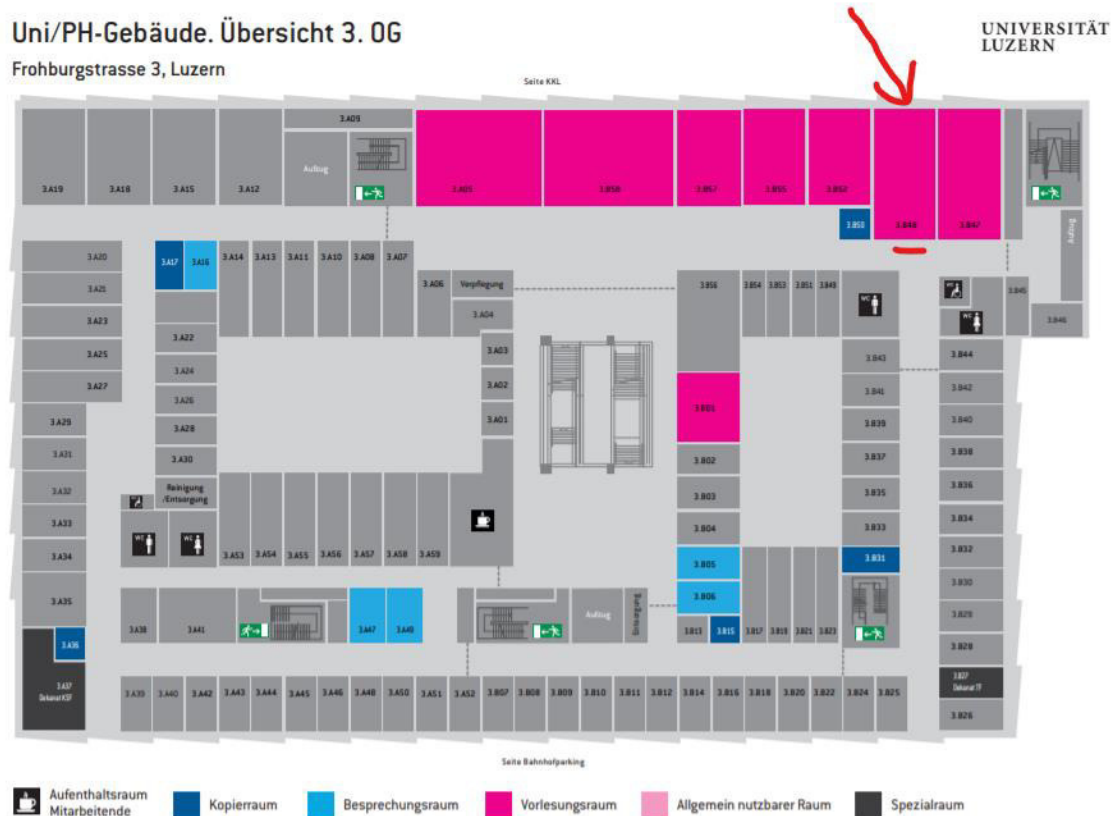 Uni/PH-Gebäude. Übersicht 3. OG
UNIVERSITÄT
LUZERN
Frohburgstrasse 3, Luzern
Seite KKL
3.A09
Aufzug
3.A19
3.A18
3.A15
3.A12
3.A05
3.B58
3.B57
3.B55
3.B52
3.B48
3.B47
3.B50
Aufzug
3.A20
3.A17
3.A16
3.A14
3.A13
3.A11
3.A10
3.A08
3.A07
3.A21
3.A06
Verpflegung
3.B56
3.B54
3.B53
3.B51
3.B49
WC
WC
3.B45
3.A23
3.A04
WC
3.B46
3.A22
3.A25
3.A03
3.B43
3.B44
3.A24
3.A27
3.A02
3.B41
3.B42
3.A26
3.B01
3.A29
3.A28
3.A01
3.B39
3.B40
3.A31
3.A30
3.B02
3.B37
3.B38
3.A32
Reinigung
/Entsorgung
3.B03
3.B35
3.B36
WC
3.A33
3.B04
3.B33
3.B34
WC
WC
3.A34
3.A53
3.A54
3.A55
3.A56
3.A57
3.A58
3.A59
3.B05
3.B31
3.B32
3.B30
3.A35
3.B06
3.B29
Aufzug
3.A38
3.A41
3.A47
3.A49
3.B13
3.B15
3.B17
3.B19
3.B21
3.B23
3.A36
3.B28
3.A37
Dekanat KSF
3.B27
Dekanat TF
3.A39
3.A40
3.A42
3.A43
3.A44
3.A45
3.A46
3.A48
3.A50
3.A51
3.A52
3.B07
3.B08
3.B09
3.B10
3.B11
3.B12
3.B14
3.B16
3.B18
3.B20
3.B22
3.B24
3.B25
3.B26
Seite Bahnhofparking
Aufenthaltsraum
Mitarbeitende
Kopierraum
Besprechungsraum
Vorlesungsraum
Allgemein nutzbarer Raum
Spezialraum